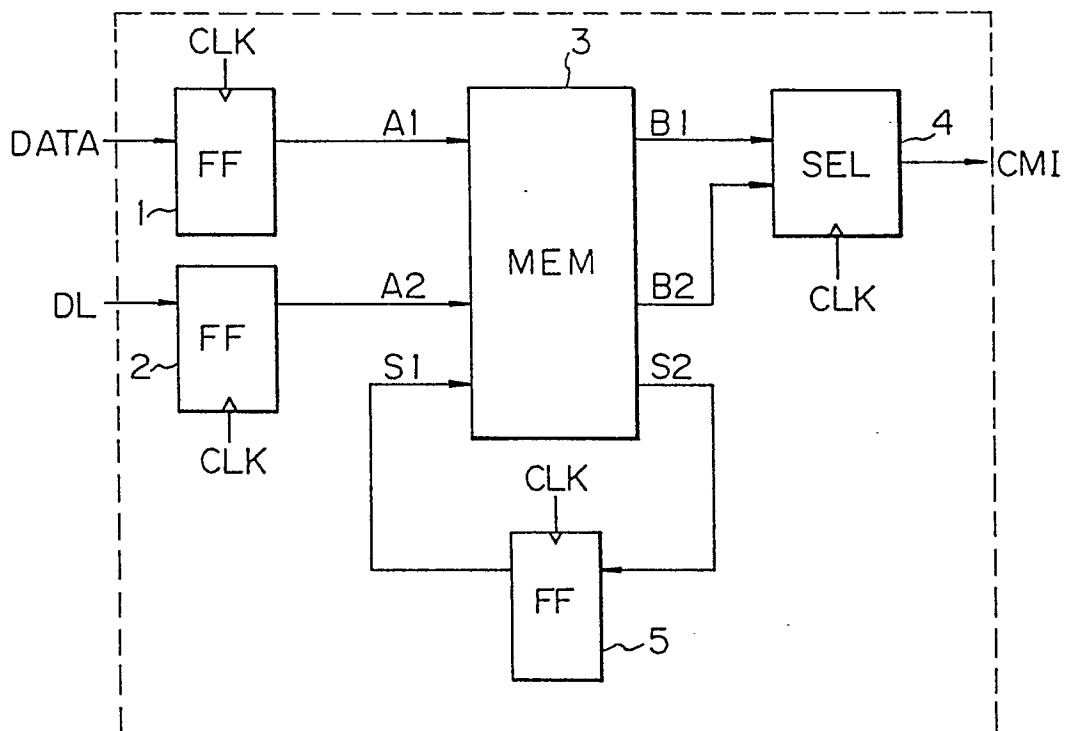 CLK
3
DATA
FF
A1
B1
SEL
4
CMI
1
MEM
DL
FF
A2
B2
CLK
2
S1
S2
CLK
CLK
FF
5